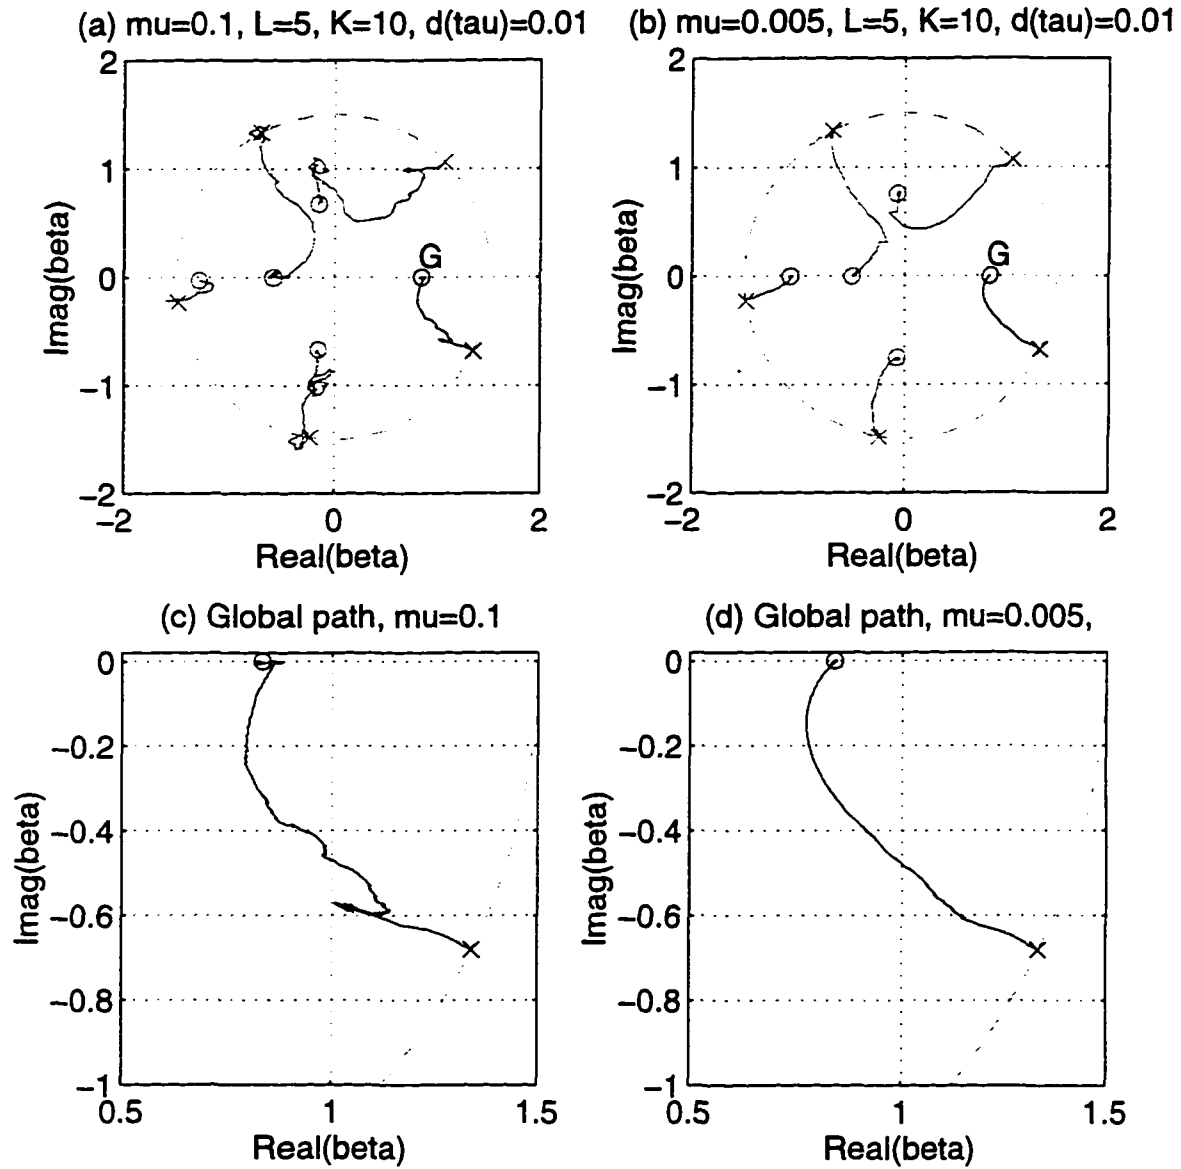 (a) mu=0.1, L=5, K=10, d(tau)=0.01
2
1
0
−1
−2
−2
0
2
Imag(beta)
Real(beta)
G
(b) mu=0.005, L=5, K=10, d(tau)=0.01
2
1
0
−1
−2
−2
0
2
Imag(beta)
Real(beta)
G
(c) Global path, mu=0.1
0
−0.2
−0.4
−0.6
−0.8
−1
0.5
1
1.5
Imag(beta)
Real(beta)
(d) Global path, mu=0.005,
0
−0.2
−0.4
−0.6
−0.8
−1
0.5
1
1.5
Imag(beta)
Real(beta)